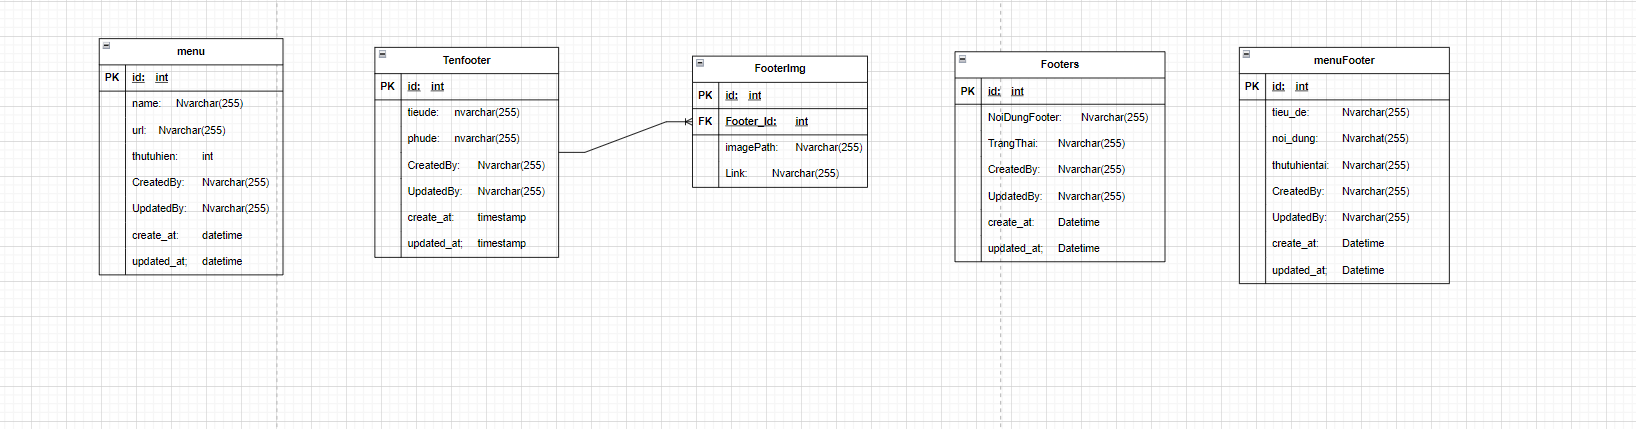 menu
PK id: int
name: Nvarchar(255)
url: Nvarchar(255)
thutuhien: int
CreatedBy: Nvarchar(255)
UpdatedBy: Nvarchar(255)
create_at: datetime
updated_at; datetime
Tenfooter
PK id: int
tieude: nvarchar(255)
phude: nvarchar(255)
CreatedBy: Nvarchar(255)
UpdatedBy: Nvarchar(255)
create_at: timestamp
updated_at; timestamp
FooterImg
PK id: int
FK Footer_Id: int
imagePath: Nvarchar(255)
Link: Nvarchar(255)
Footers
PK id: int
NoiDungFooter: Nvarchar(255)
TrangThai: Nvarchar(255)
CreatedBy: Nvarchar(255)
UpdatedBy: Nvarchar(255)
create_at: Datetime
updated_at; Datetime
menuFooter
PK id: int
tieu_de: Nvarchar(255)
noi_dung: Nvarchat(255)
thutuhientai: Nvarchar(255)
CreatedBy: Nvarchar(255)
UpdatedBy: Nvarchar(255)
create_at: Datetime
updated_at; Datetime